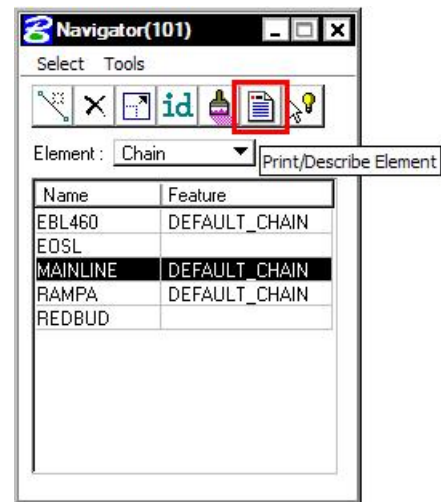 Navigator(101)
Select Tools
id
Element : Chain
Print/Describe Element
Name Feature
EBL460 DEFAULT_CHAIN
EOSL
MAINLINE DEFAULT_CHAIN
RAMPA DEFAULT_CHAIN
REDBUD